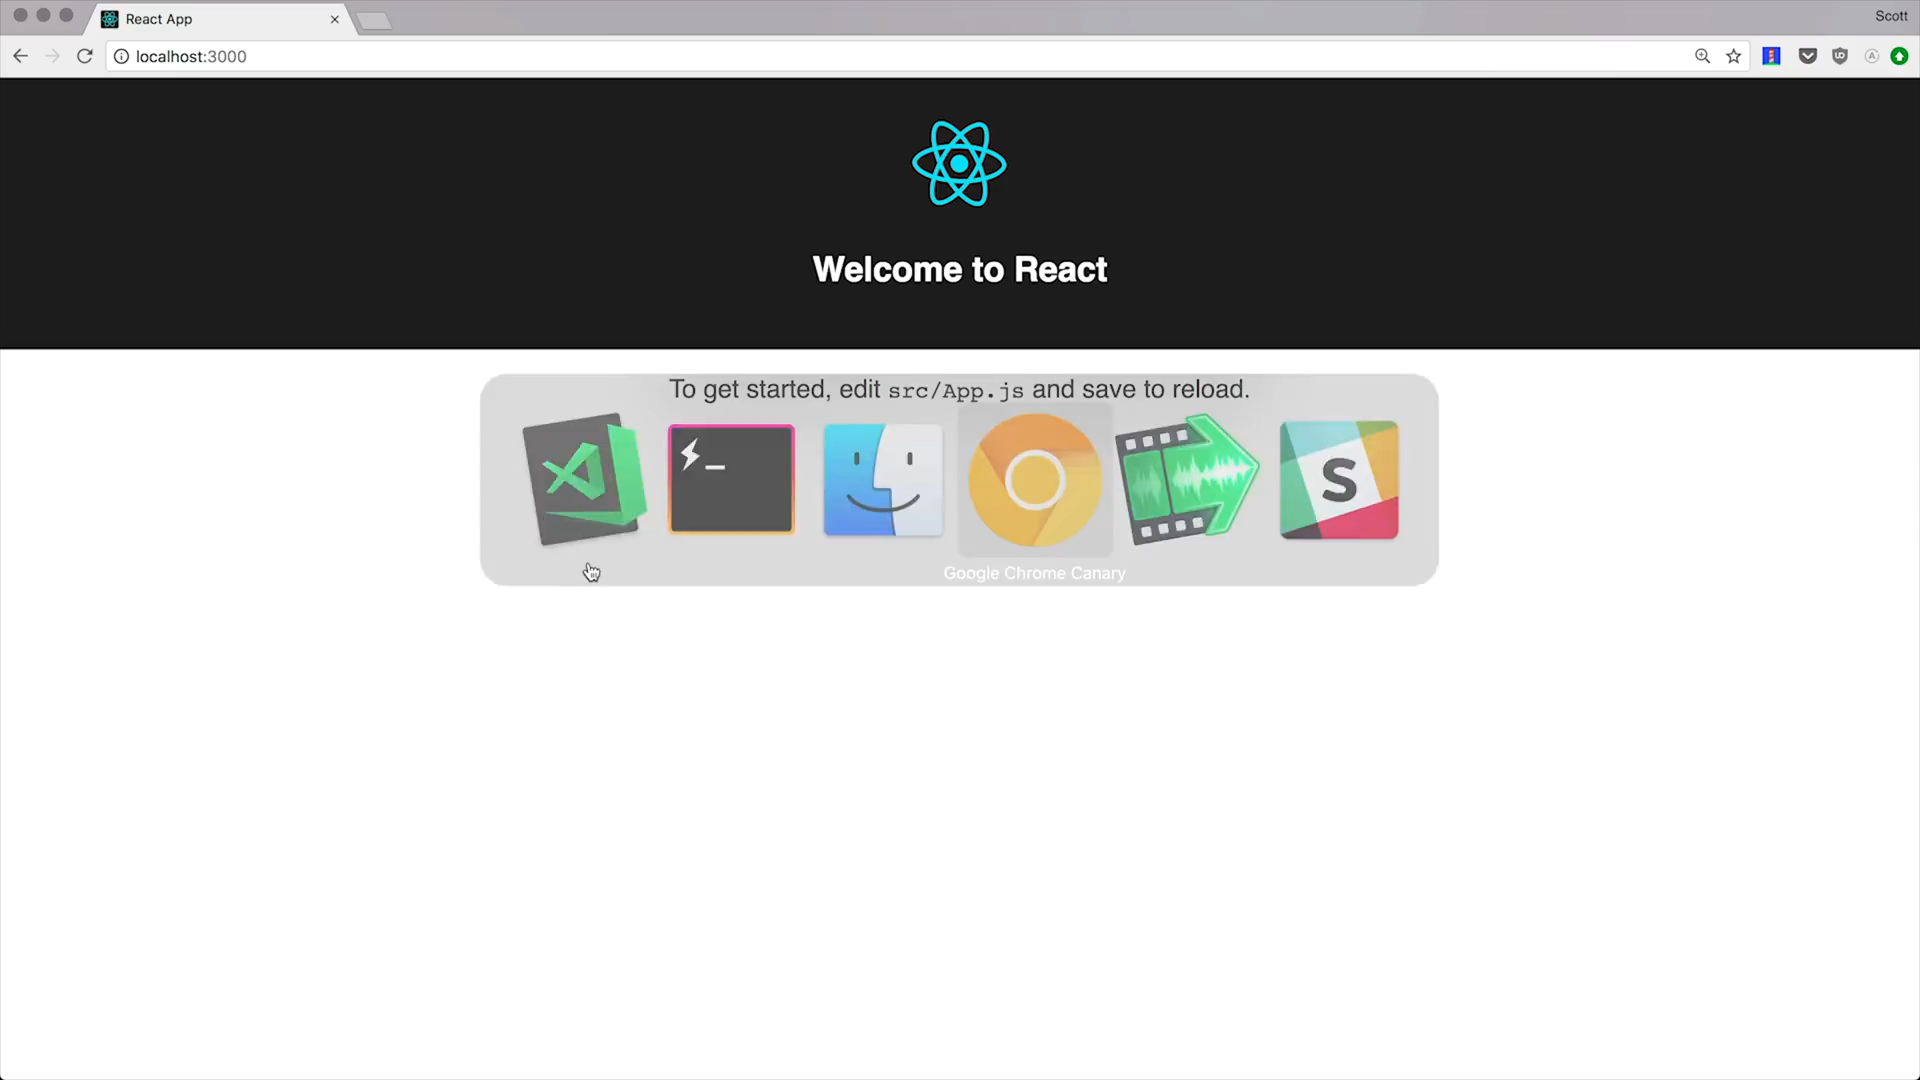 React App
Scott
localhost:3000
Welcome to React
To get started, edit src/App.js and save to reload.
S
Google Chrome Canary